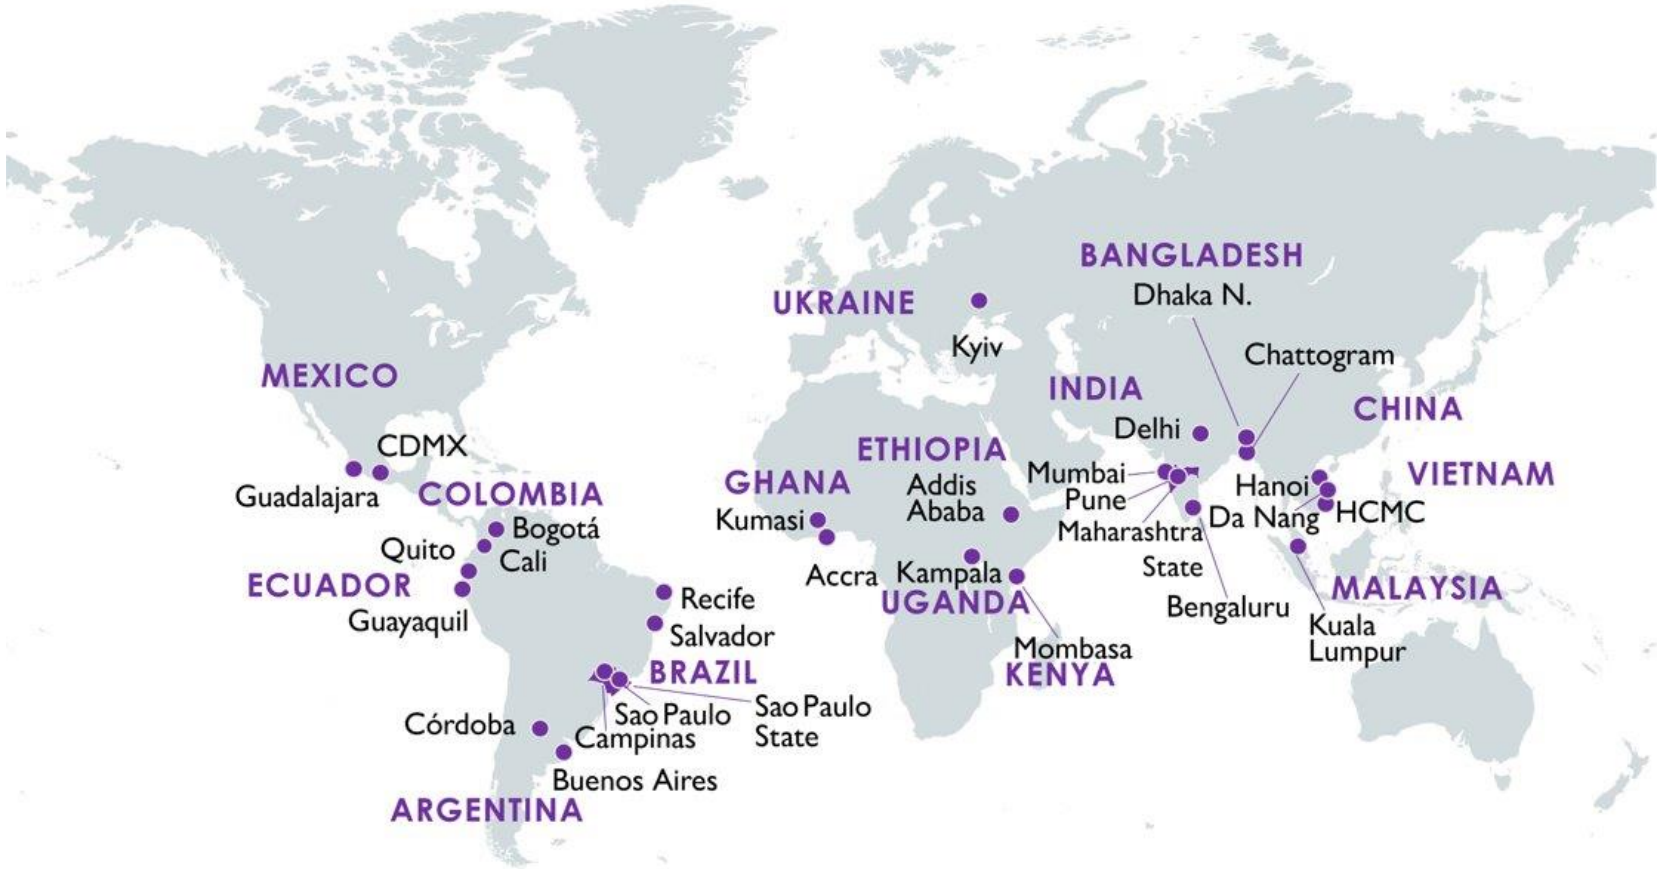 BANGLADESH
Dhaka N.
UKRAINE
Kyiv
Chattogram
MEXICO
INDIA
CHINA
Delhi
CDMX
ETHIOPIA
Guadalajara
COLOMBIA
GHANA
Addis
Ababa
Mumbai
Pune
Maharashtra
State
Hanoi
VIETNAM
Kumasi
Da Nang
HCMC
Bogotá
Quito
Cali
Accra
Kampala
UGANDA
Bengaluru
MALAYSIA
ECUADOR
Guayaquil
Recife
Salvador
Mombasa
KENYA
Kuala
Lumpur
BRAZIL
Sao Paulo
Sao Paulo
State
Campinas
Córdoba
Buenos Aires
ARGENTINA